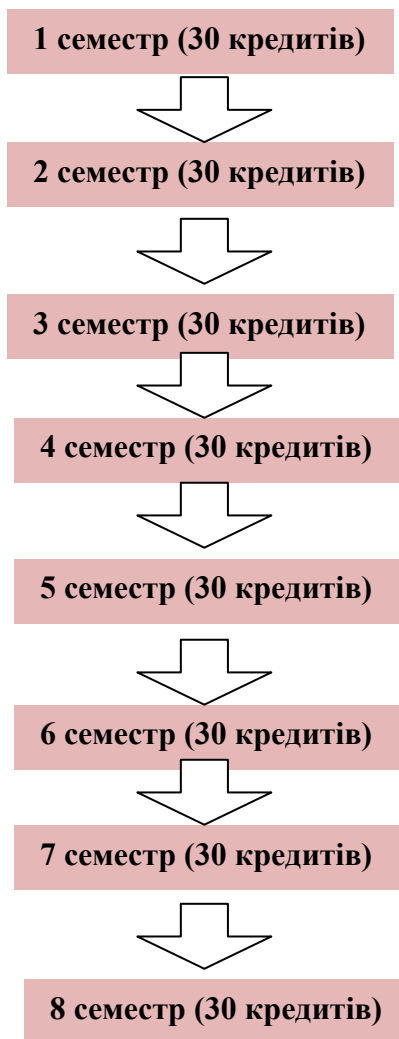 1 семестр (30 кредитів)
2 семестр (30 кредитів)
3 семестр (30 кредитів)
4 семестр (30 кредитів)
5 семестр (30 кредитів)
6 семестр (30 кредитів)
7 семестр (30 кредитів)
8 семестр (30 кредитів)